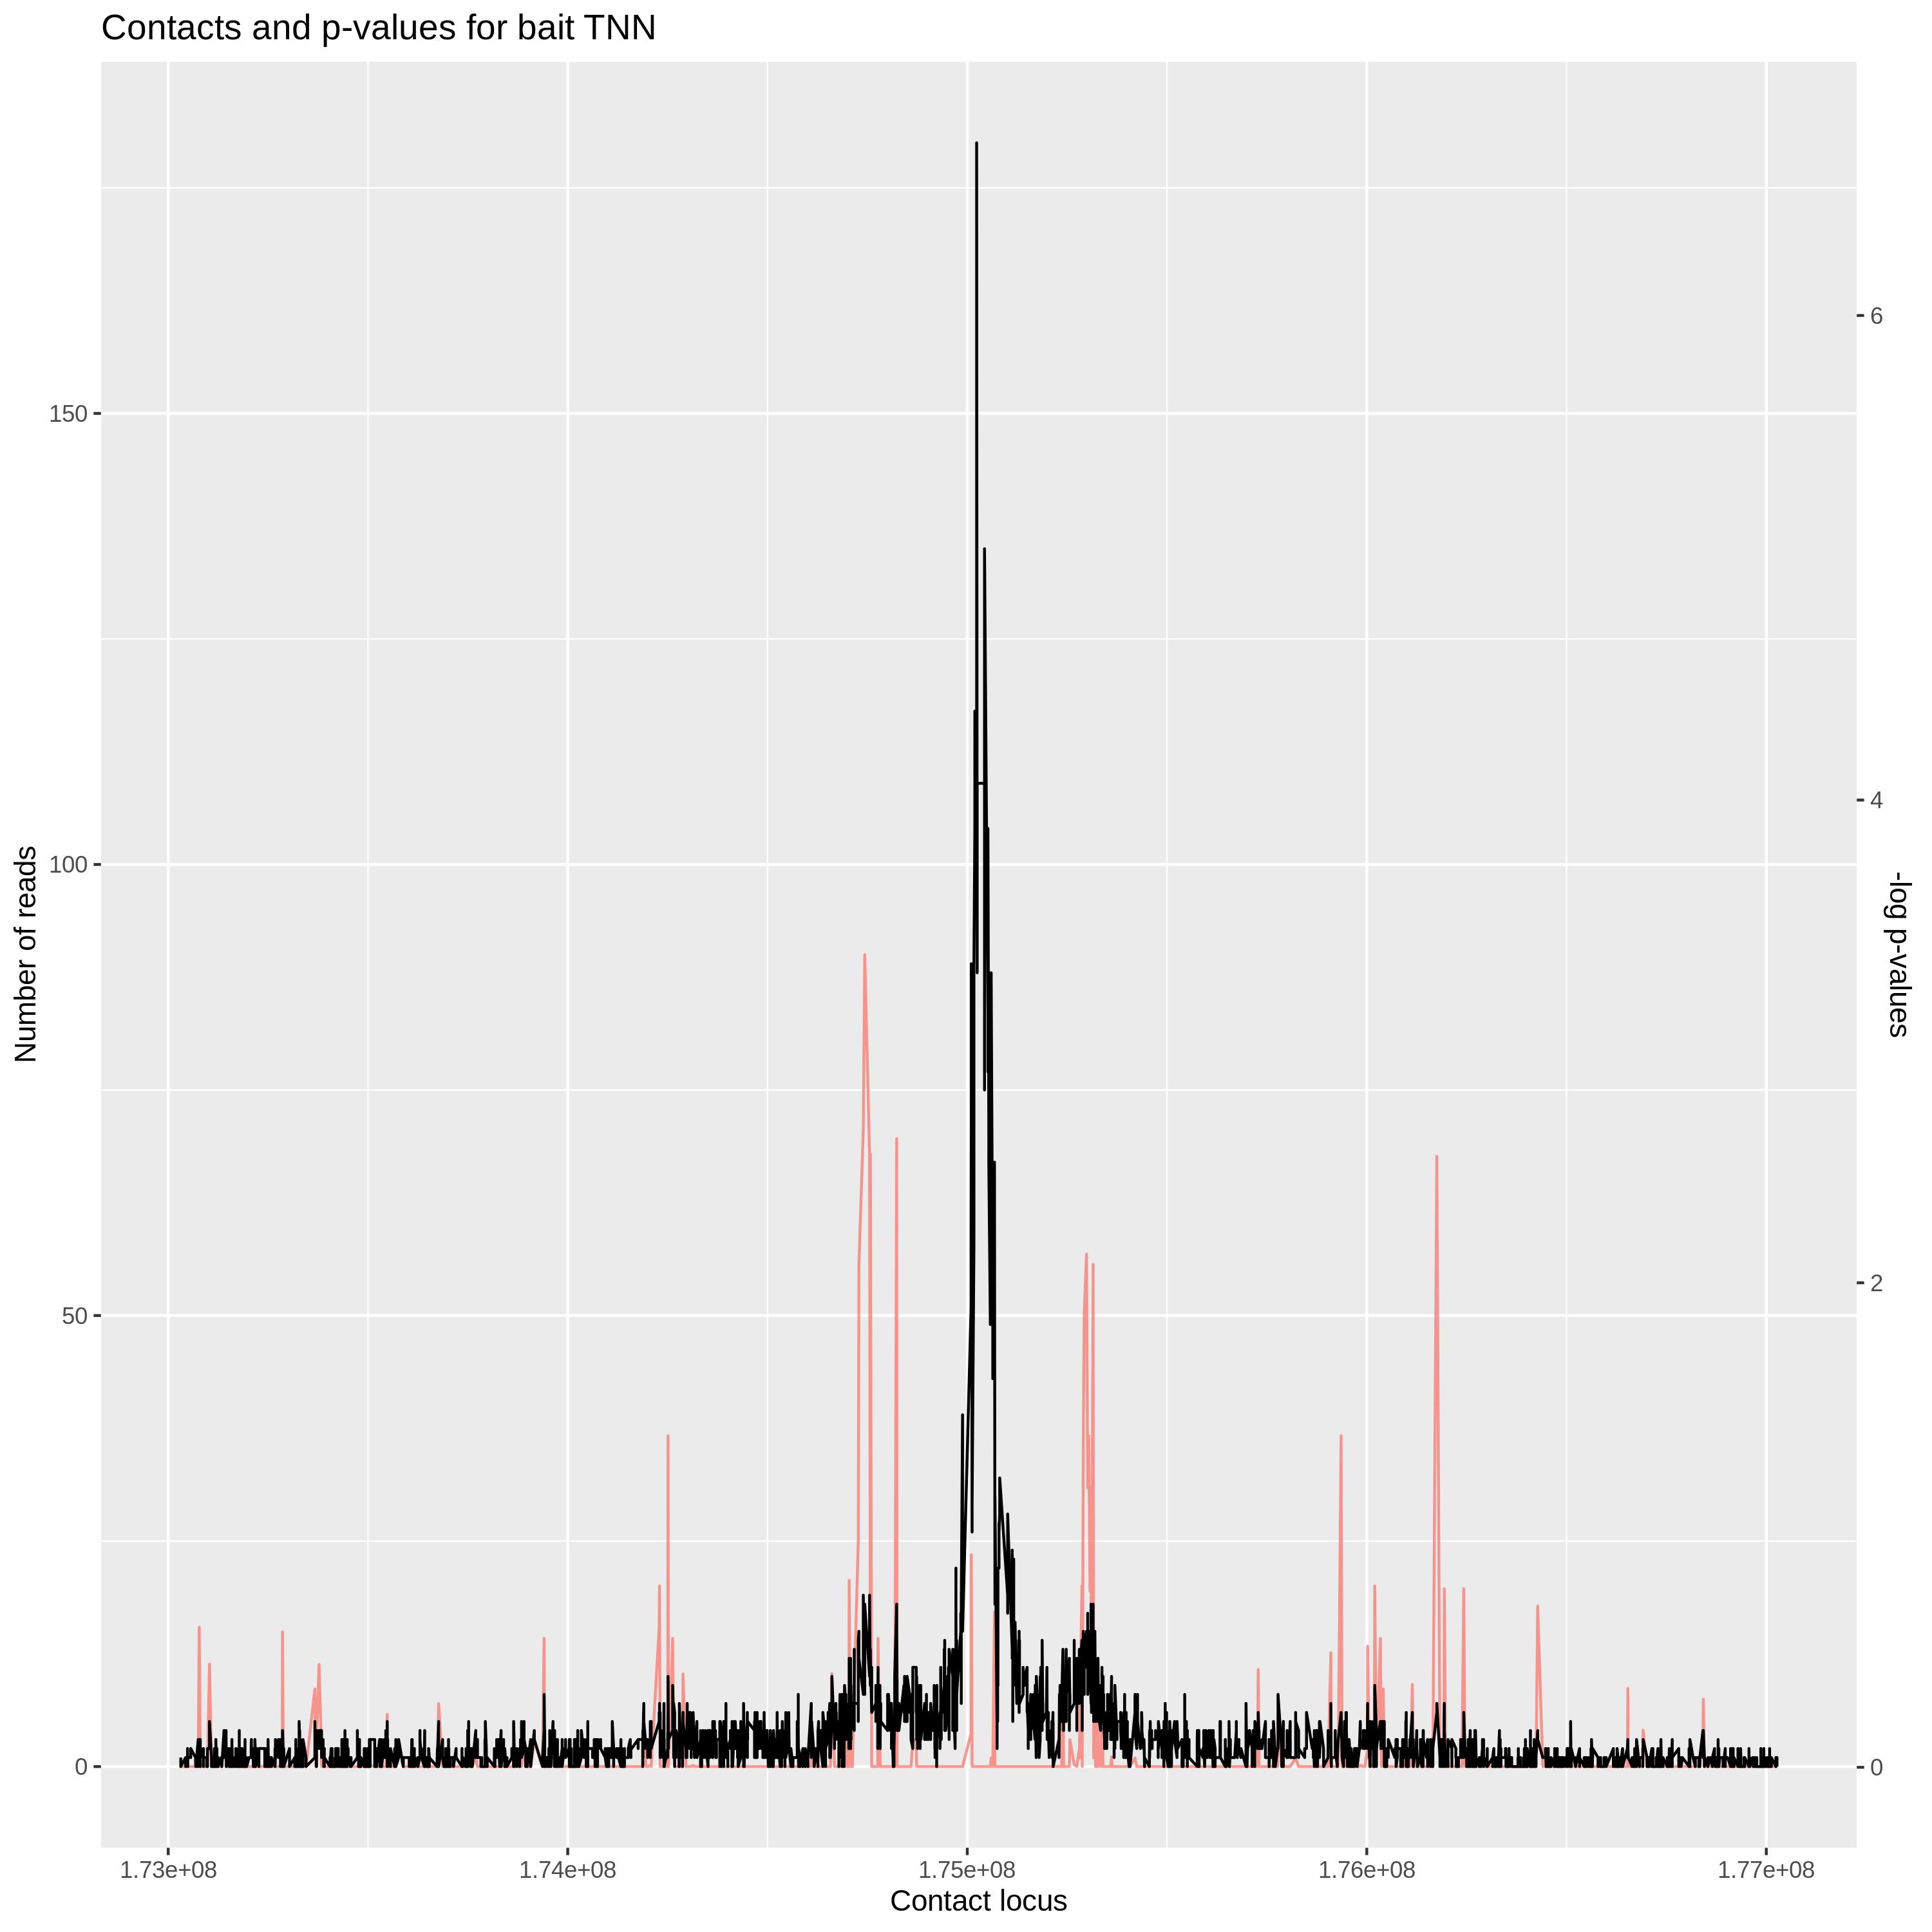 Contacts and p-values for bait TNN
150
100
50
0
6
4
2
0
Number of reads
-log p-values
1.73e+08
1.74e+08
1.75e+08
1.76e+08
1.77e+08
Contact locus